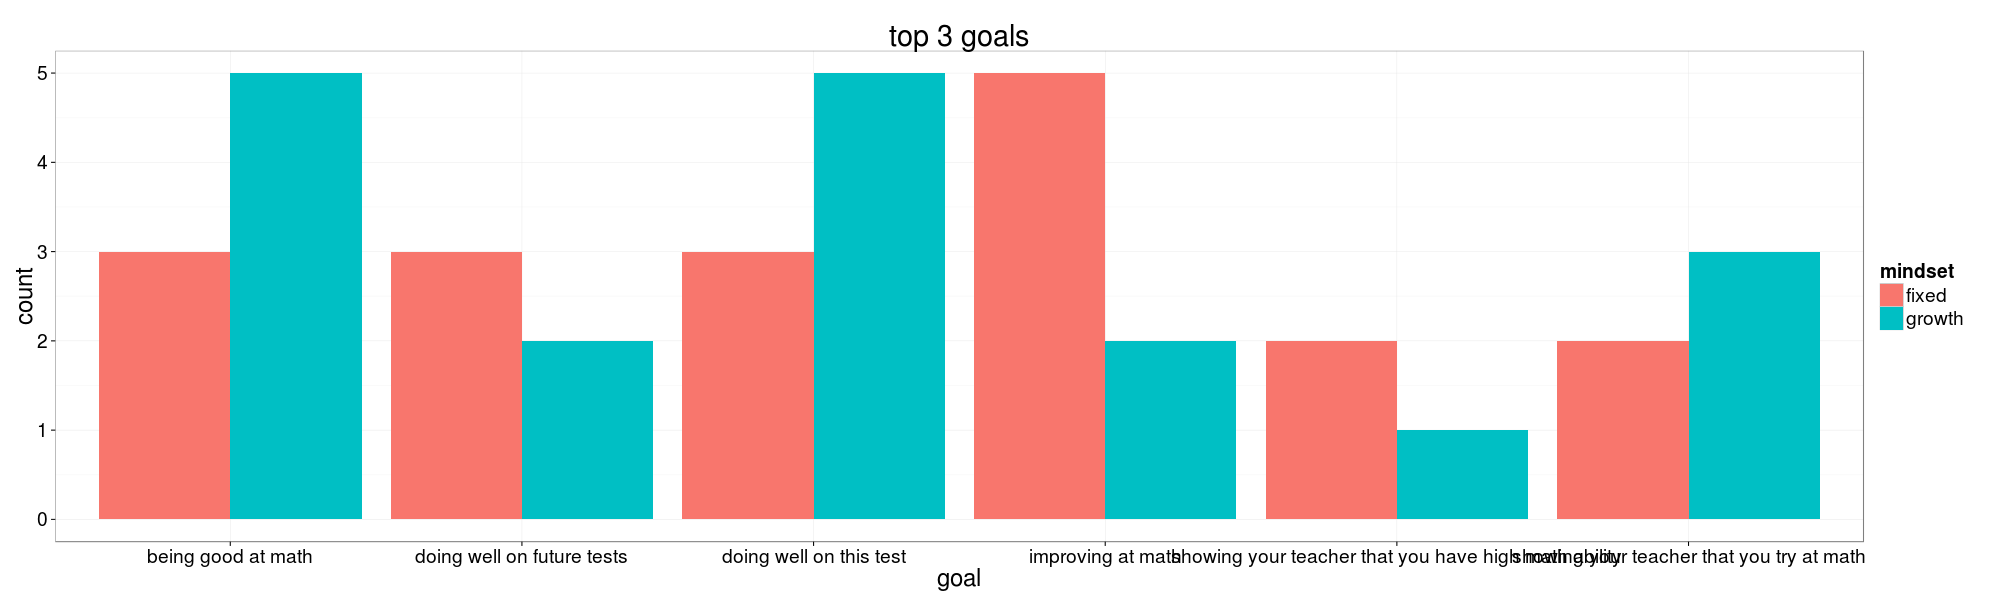 top 3 goals
5
4
3
2
1
0
count
being good at math
doing well on future tests
doing well on this test
improving at math
showing your teacher that you have high math ability
showing your teacher that you try at math
goal
mindset
fixed
growth